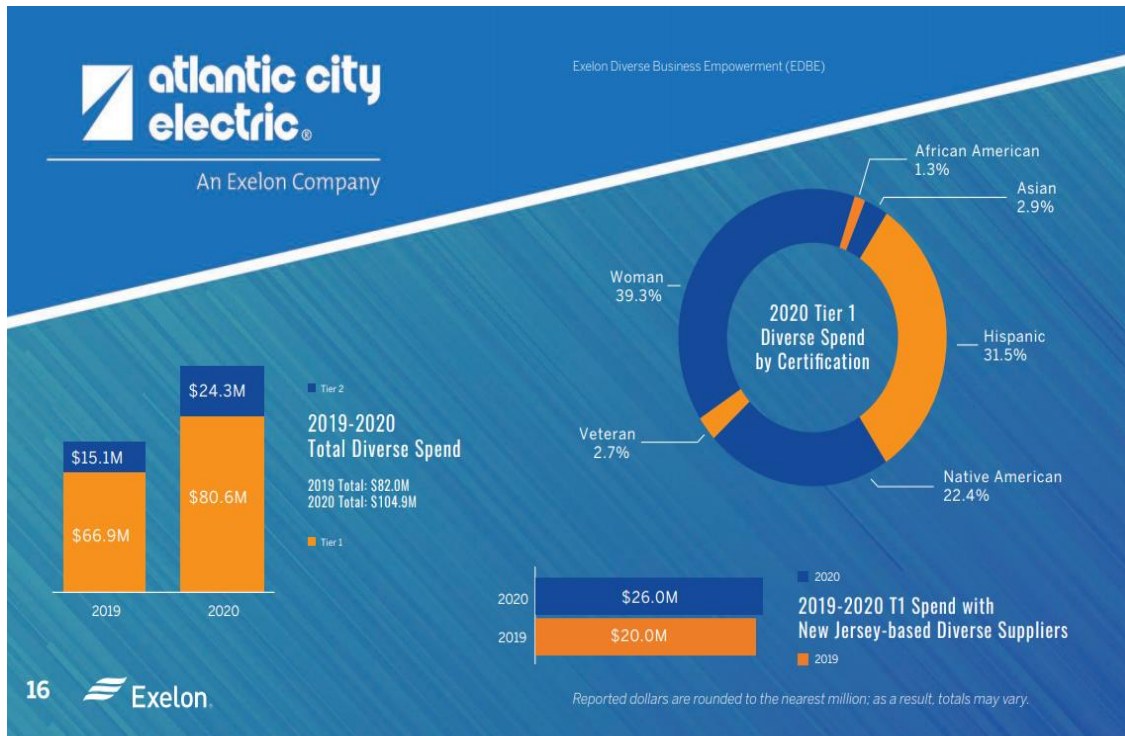 atlantic city
electric®
An Exelon Company
Exelon Diverse Business Empowerment (EDBE)
African American
1.3%
Asian
2.9%
Woman
39.3%
2020 Tier 1
Diverse Spend
by Certification
Hispanic
31.5%
Veteran
2.7%
Native American
22.4%
$24.3M
$15.1M
$80.6M
$66.9M
2019
2020
Tier 2
2019-2020
Total Diverse Spend
2019 Total: $82.0M
2020 Total: $104.9M
Tier 1
2020
$26.0M
2019
$20.0M
2020
2019-2020 T1 Spend with
New Jersey-based Diverse Suppliers
2019
16
Exelon.
Reported dollars are rounded to the nearest million; as a result, totals may vary.